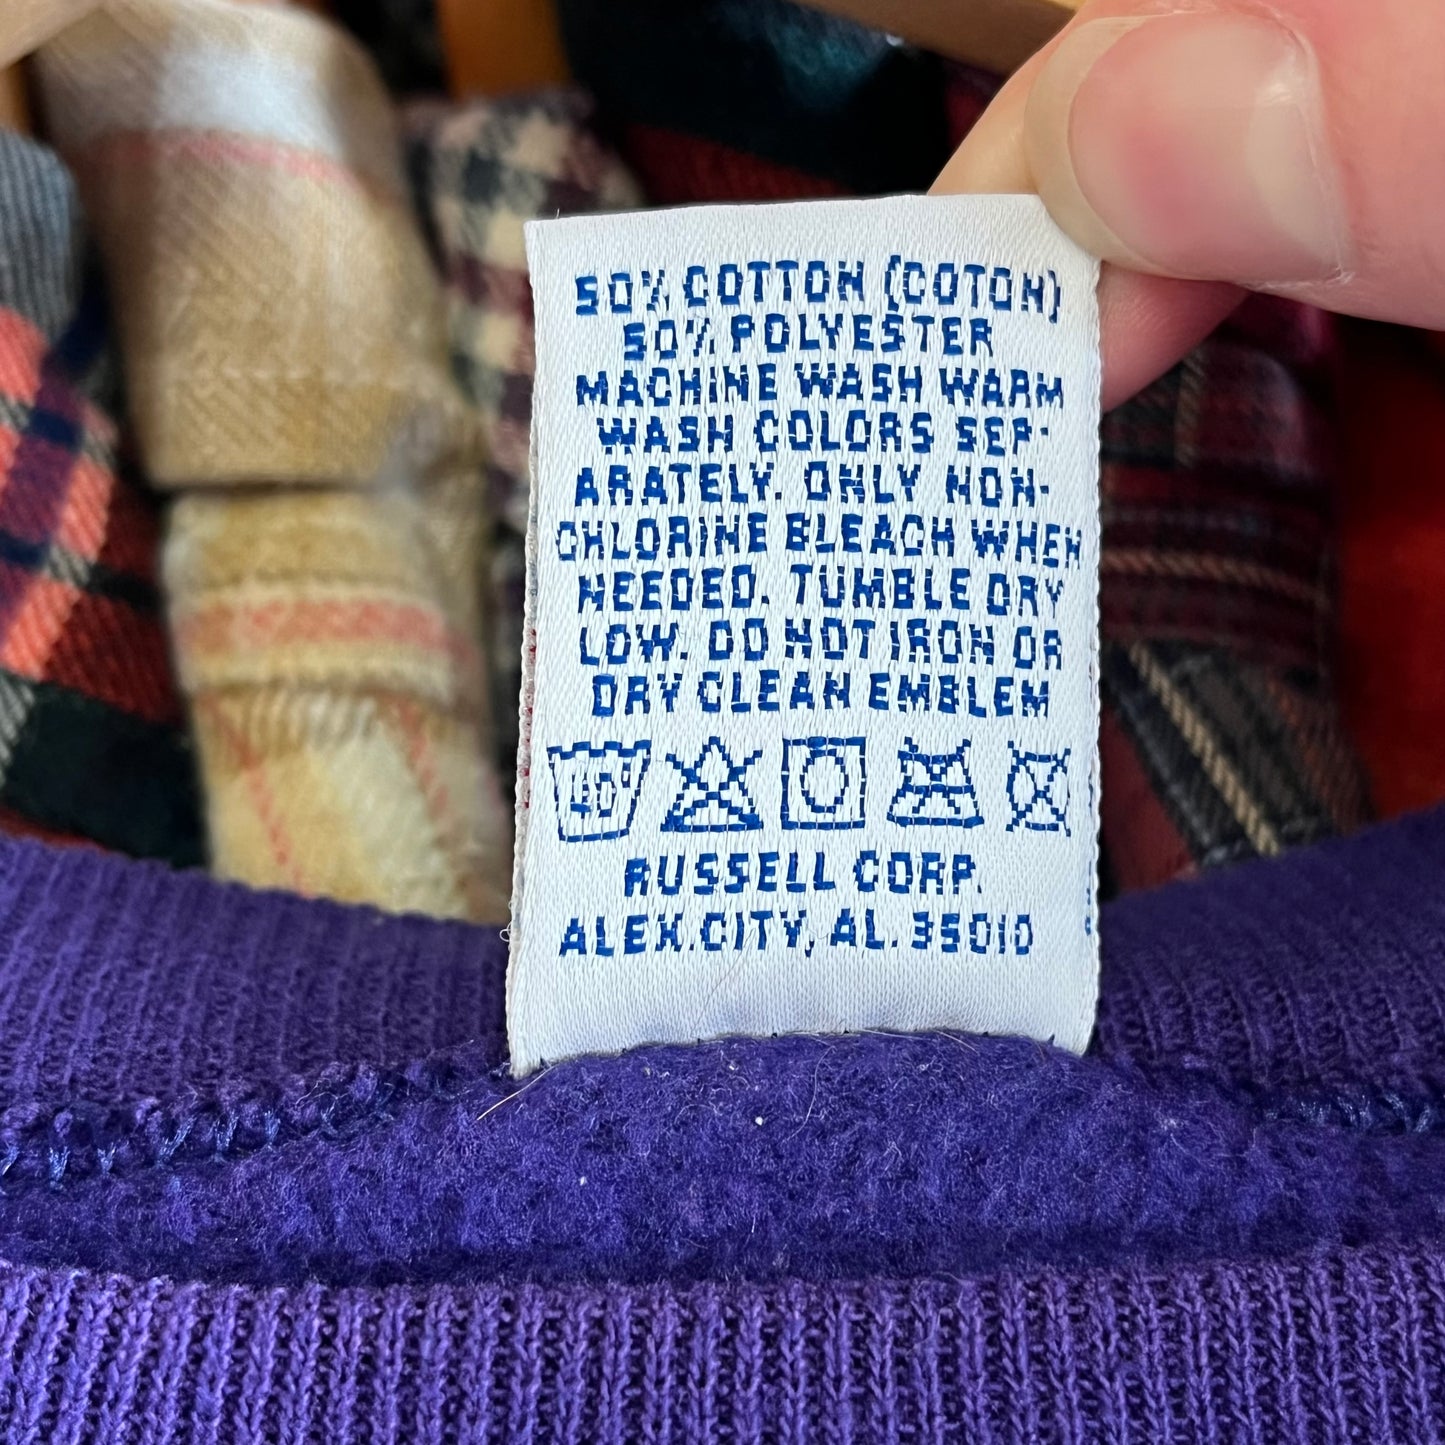 50% COTTON (COTON)
50% POLYESTER
MACHINE WASH WARM
WASH COLORS SEP-
ARATELY. ONLY NON-
CHLORINE BLEACH WHEN
NEEDED. TUMBLE DRY
LOW. DO NOT IRON OR
DRY CLEAN EMBLEM
40°
RUSSELL CORP.
ALEX.CITY, AL. 35010